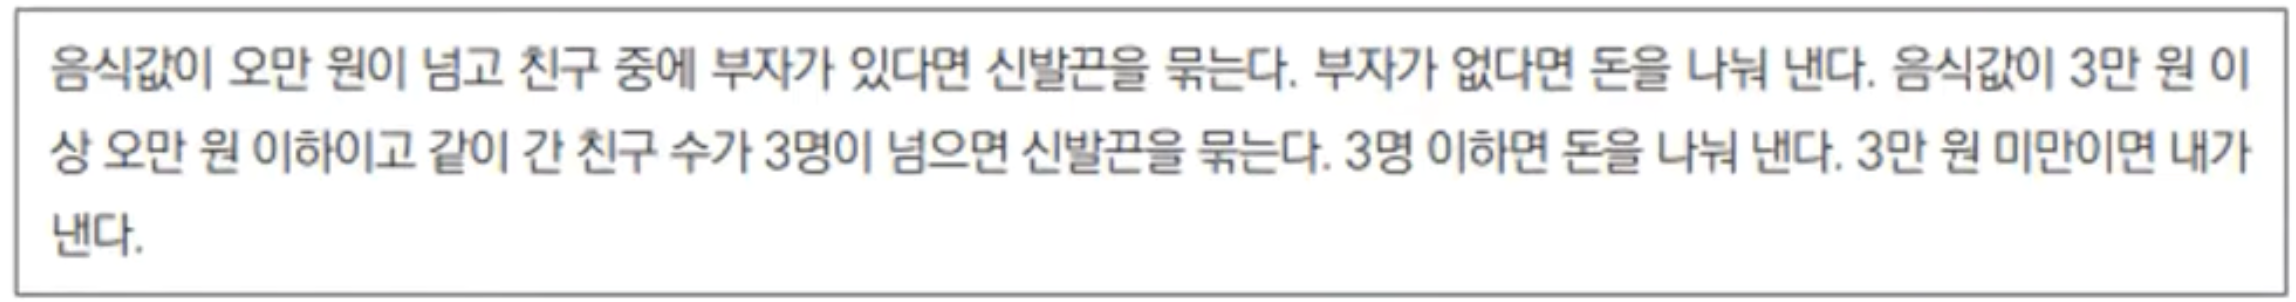 음식값이 오만 원이 넘고 친구 중에 부자가 있다면 신발끈을 묶는다. 부자가 없다면 돈을 나눠 낸다. 음식값이 3만 원 이
상 오만 원 이하이고 같이 간 친구 수가 3명이 넘으면 신발끈을 묶는다. 3명 이하면 돈을 나눠 낸다. 3만 원 미만이면 내가
낸다.